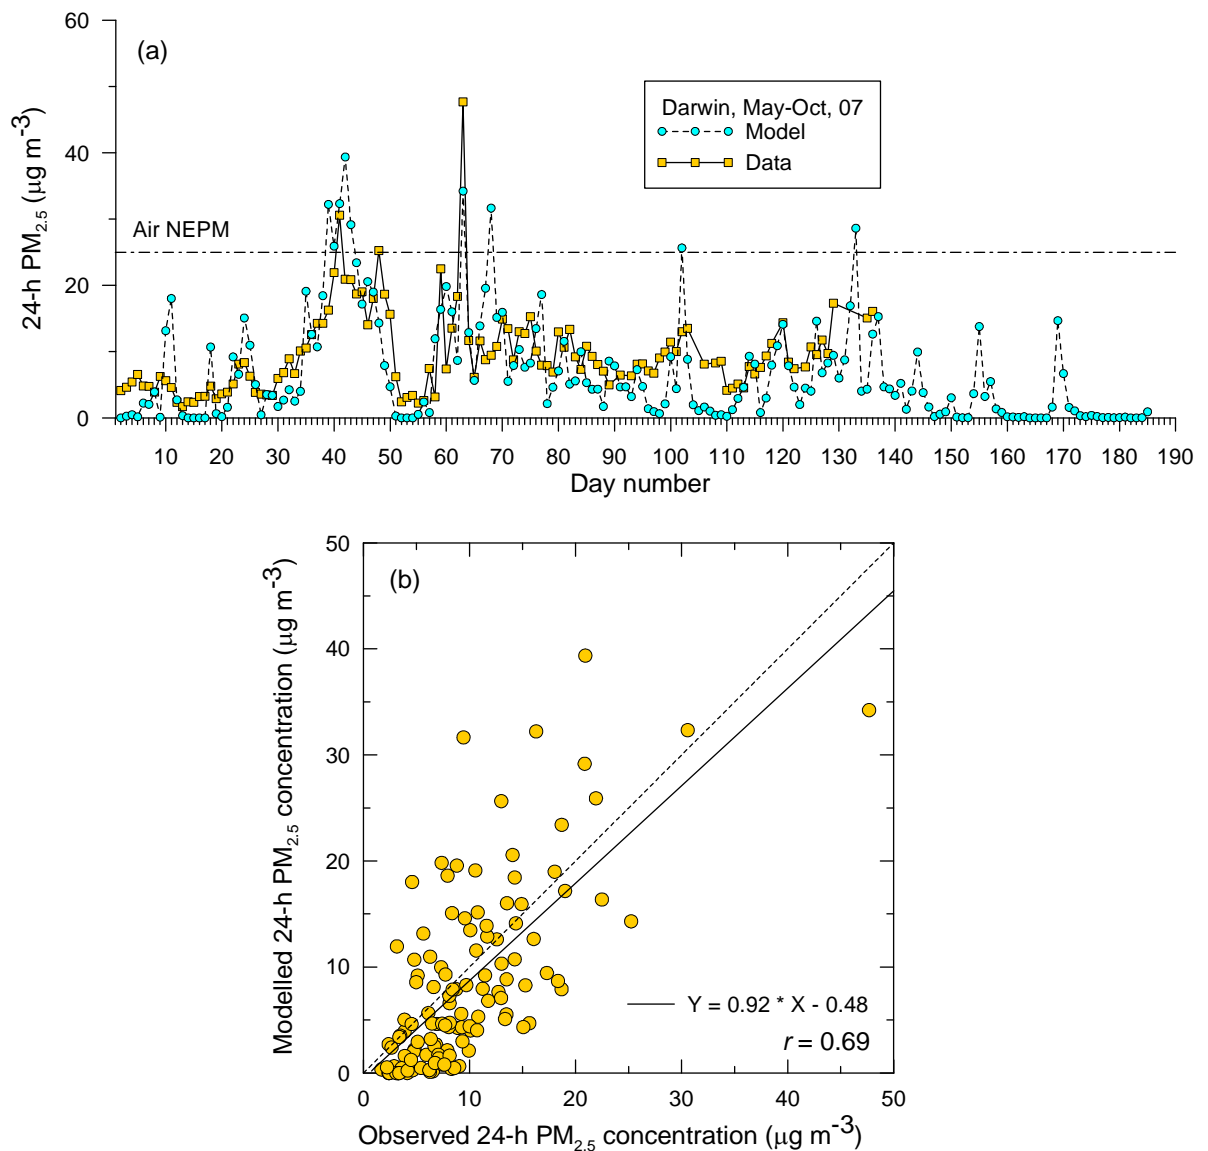 60
(a)
Darwin, May-Oct, 07
Model
Data
40
24-h PM2.5 (μg m-3)
Air NEPM
20
0
10 20 30 40 50 60 70 80 90 100 110 120 130 140 150 160 170 180 190
Day number
50
(b)
40
30
20
10
0
Modelled 24-h PM2.5 concentration (μg m-3)
Y = 0.92 * X - 0.48
r = 0.69
0 10 20 30 40 50
Observed 24-h PM2.5 concentration (μg m-3)